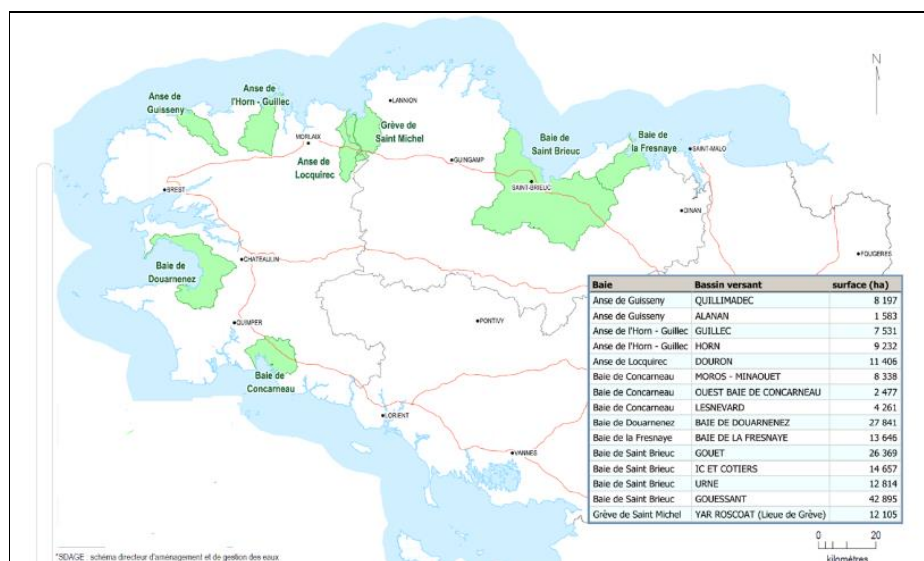 N
Anse de
Guisseny
Anse de
l'Horn - Guillec
LANNION
MORLAIX
Grève de
Saint Michel
Anse de
Locquirec
GUINGAMP
Baie de
Saint Brieuc
Baie de
la Fresnaye
SAINT-MALO
BREST
SAINT-BRIEUC
DINAN
FOUGERES
CHATEAULIN
Baie de
Douarnenez
QUIMPER
PONTIVY
Baie de
Concarneau
LORIENT
VANNES
Baie Bassin versant surface (ha)
Anse de Guisseny QUILLIMADEC 8 197
Anse de Guisseny ALANAN 1 583
Anse de l'Horn - Guillec GUILLEC 7 531
Anse de l'Horn - Guillec HORN 9 232
Anse de Locquirec DOURON 11 406
Baie de Concarneau MOROS - MINAOUET 8 338
Baie de Concarneau OUEST BAIE DE CONCARNEAU 2 477
Baie de Concarneau LESNEVARD 4 261
Baie de Douarnenez BAIE DE DOUARNENEZ 27 841
Baie de la Fresnaye BAIE DE LA FRESNAYE 13 646
Baie de Saint Brieuc GOUET 26 369
Baie de Saint Brieuc IC ET COTIERS 14 657
Baie de Saint Brieuc URNE 12 814
Baie de Saint Brieuc GOUESSANT 42 895
Grève de Saint Michel YAR ROSCOAT (Lieue de Grève) 12 105
0 20
kilomètres
*SDAGE : schéma directeur d'aménagement et de gestion des eaux